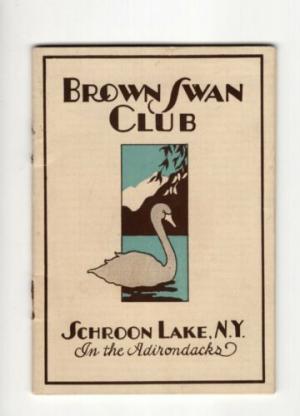 BROWN SWAN
CLUB
SCHROON LAKE, N.Y.
In the Adirondacks